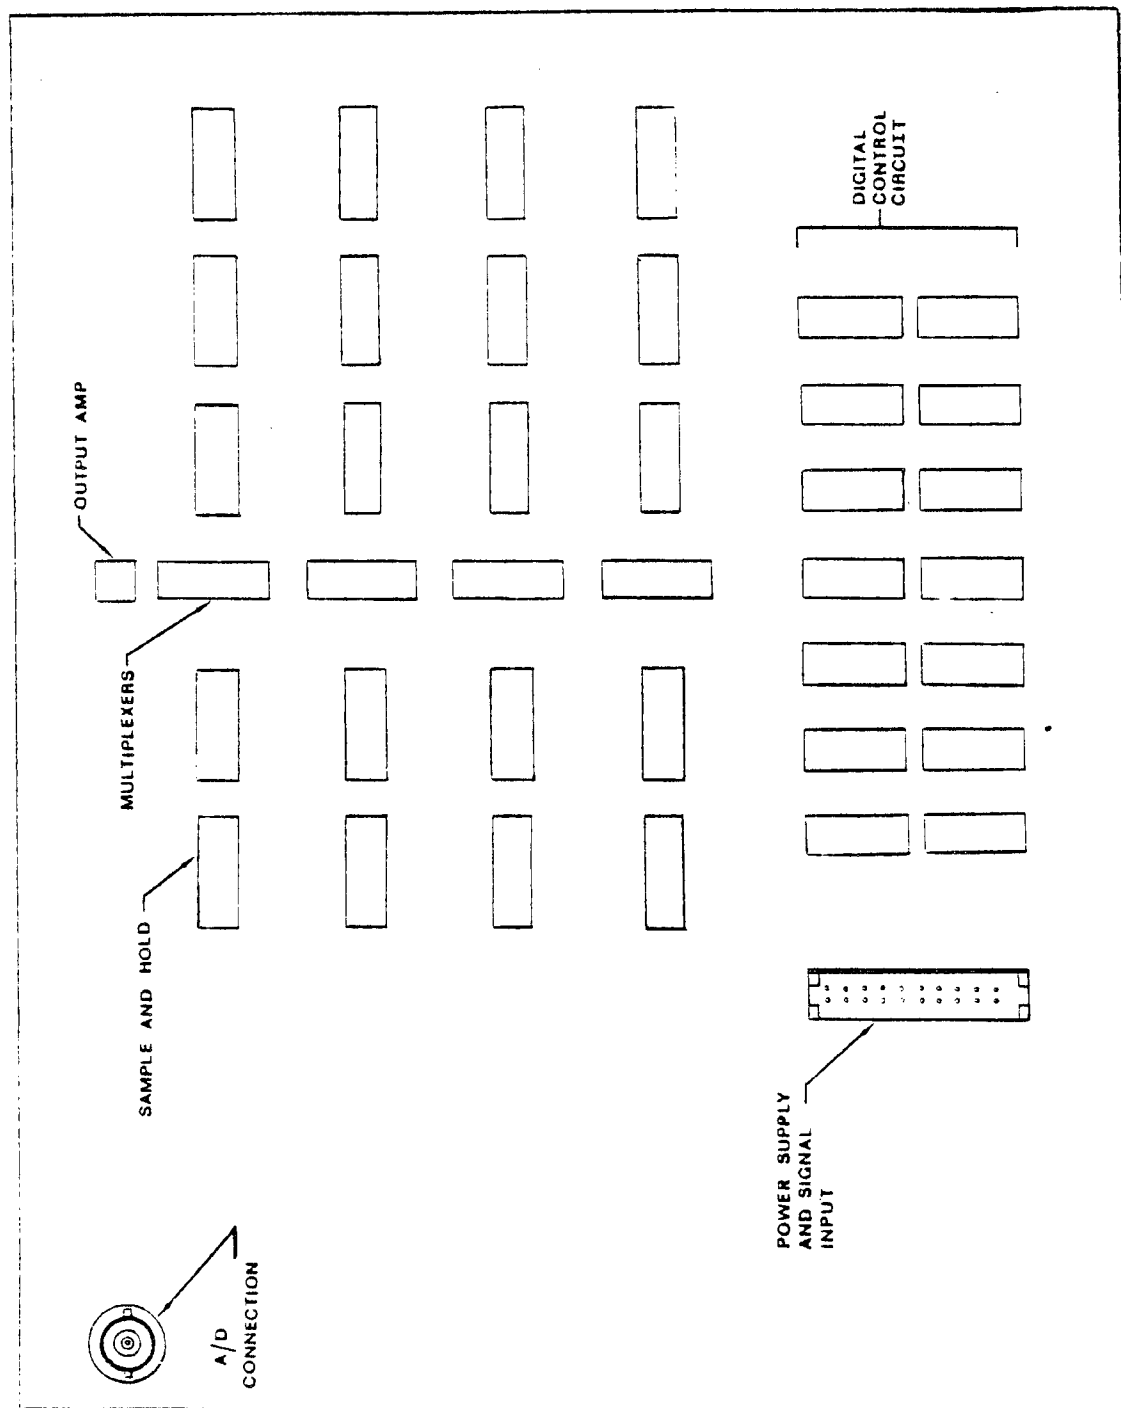 OUTPUT AMP
MULTIPLEXERS
SAMPLE AND HOLD
A/D
CONNECTION
DIGITAL
CONTROL
CIRCUIT
POWER SUPPLY
AND SIGNAL
INPUT